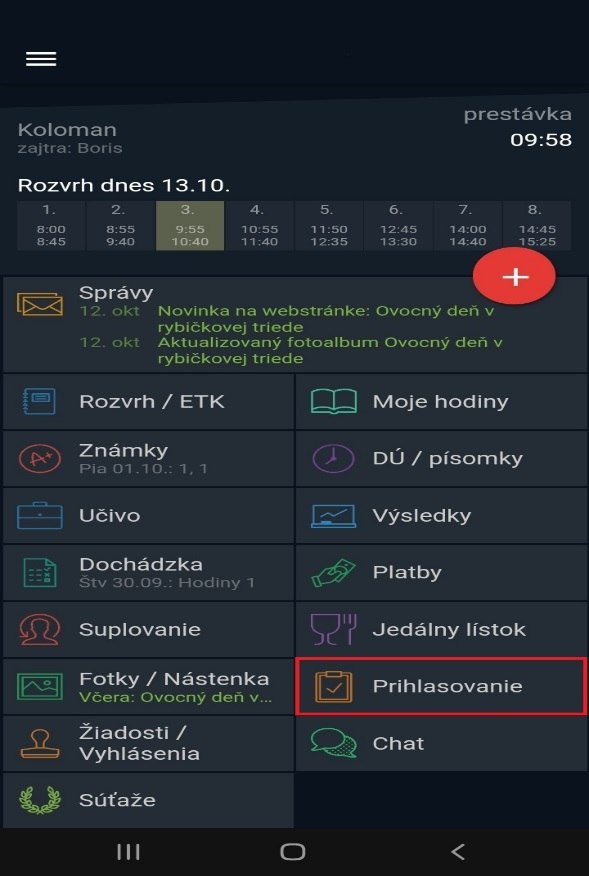 Koloman
prestávka
zajtra: Boris
09:58
Rozvrh dnes 13.10.
1. 2. 3. 4. 5. 6. 7. 8.
8:00 8:55 9:55 10:55 11:50 12:45 14:00 14:45
8:45 9:40 10:40 11:40 12:35 13:30 14:40 15:25
+
Správy
12. okt Novinka na webstránke: Ovocný deň v
rybičkovej triede
12. okt Aktualizovaný fotoalbum Ovocný deň v
rybičkovej triede
Rozvrh / ETK
Moje hodiny
Známky
Pia 01.10.: 1, 1
DÚ / písomky
Učivo
Výsledky
Dochádzka
Štv 30.09.: Hodiny 1
Platby
Suplovanie
Jedálny lístok
Fotky / Nástenka
Včera: Ovocný deň v...
Prihlasovanie
Žiadosti /
Vyhlásenia
Chat
Súťaže